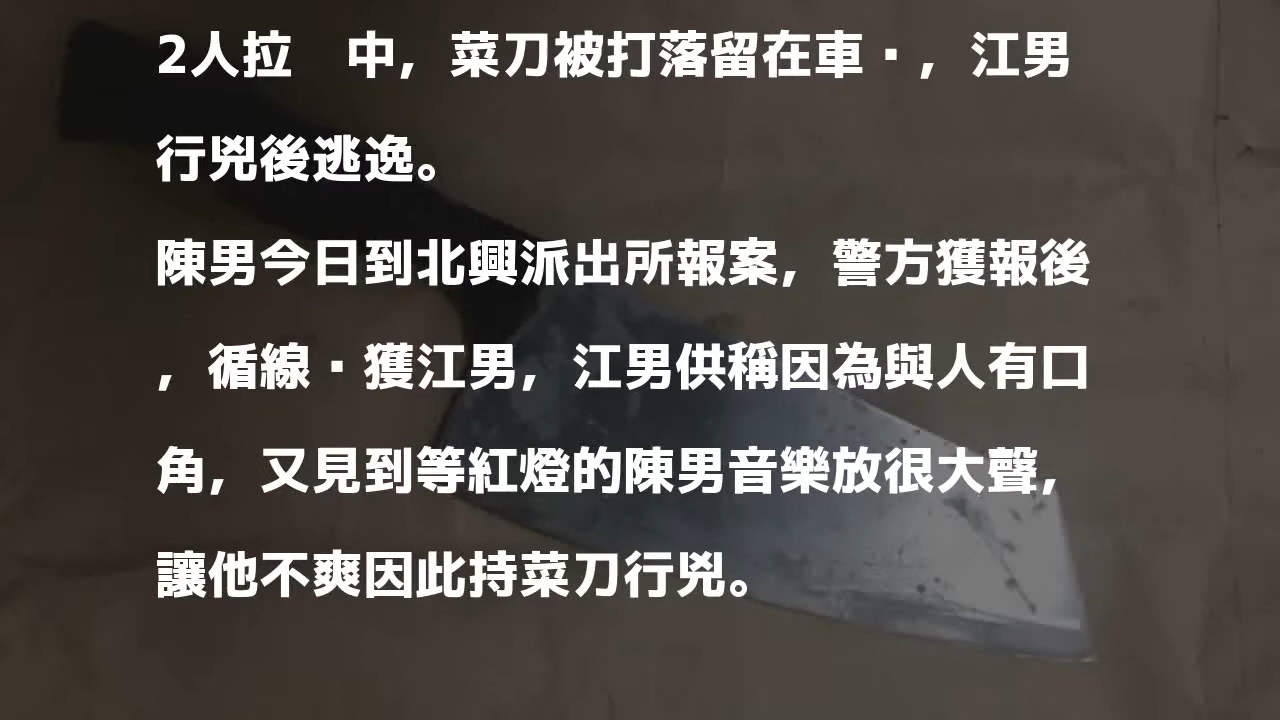 2人拉　中，菜刀被打落留在車▪，江男
行兇後逃逸。
陳男今日到北興派出所報案，警方獲報後
，循線▪獲江男，江男供稱因為與人有口
角，又見到等紅燈的陳男音樂放很大聲，
讓他不爽因此持菜刀行兇。